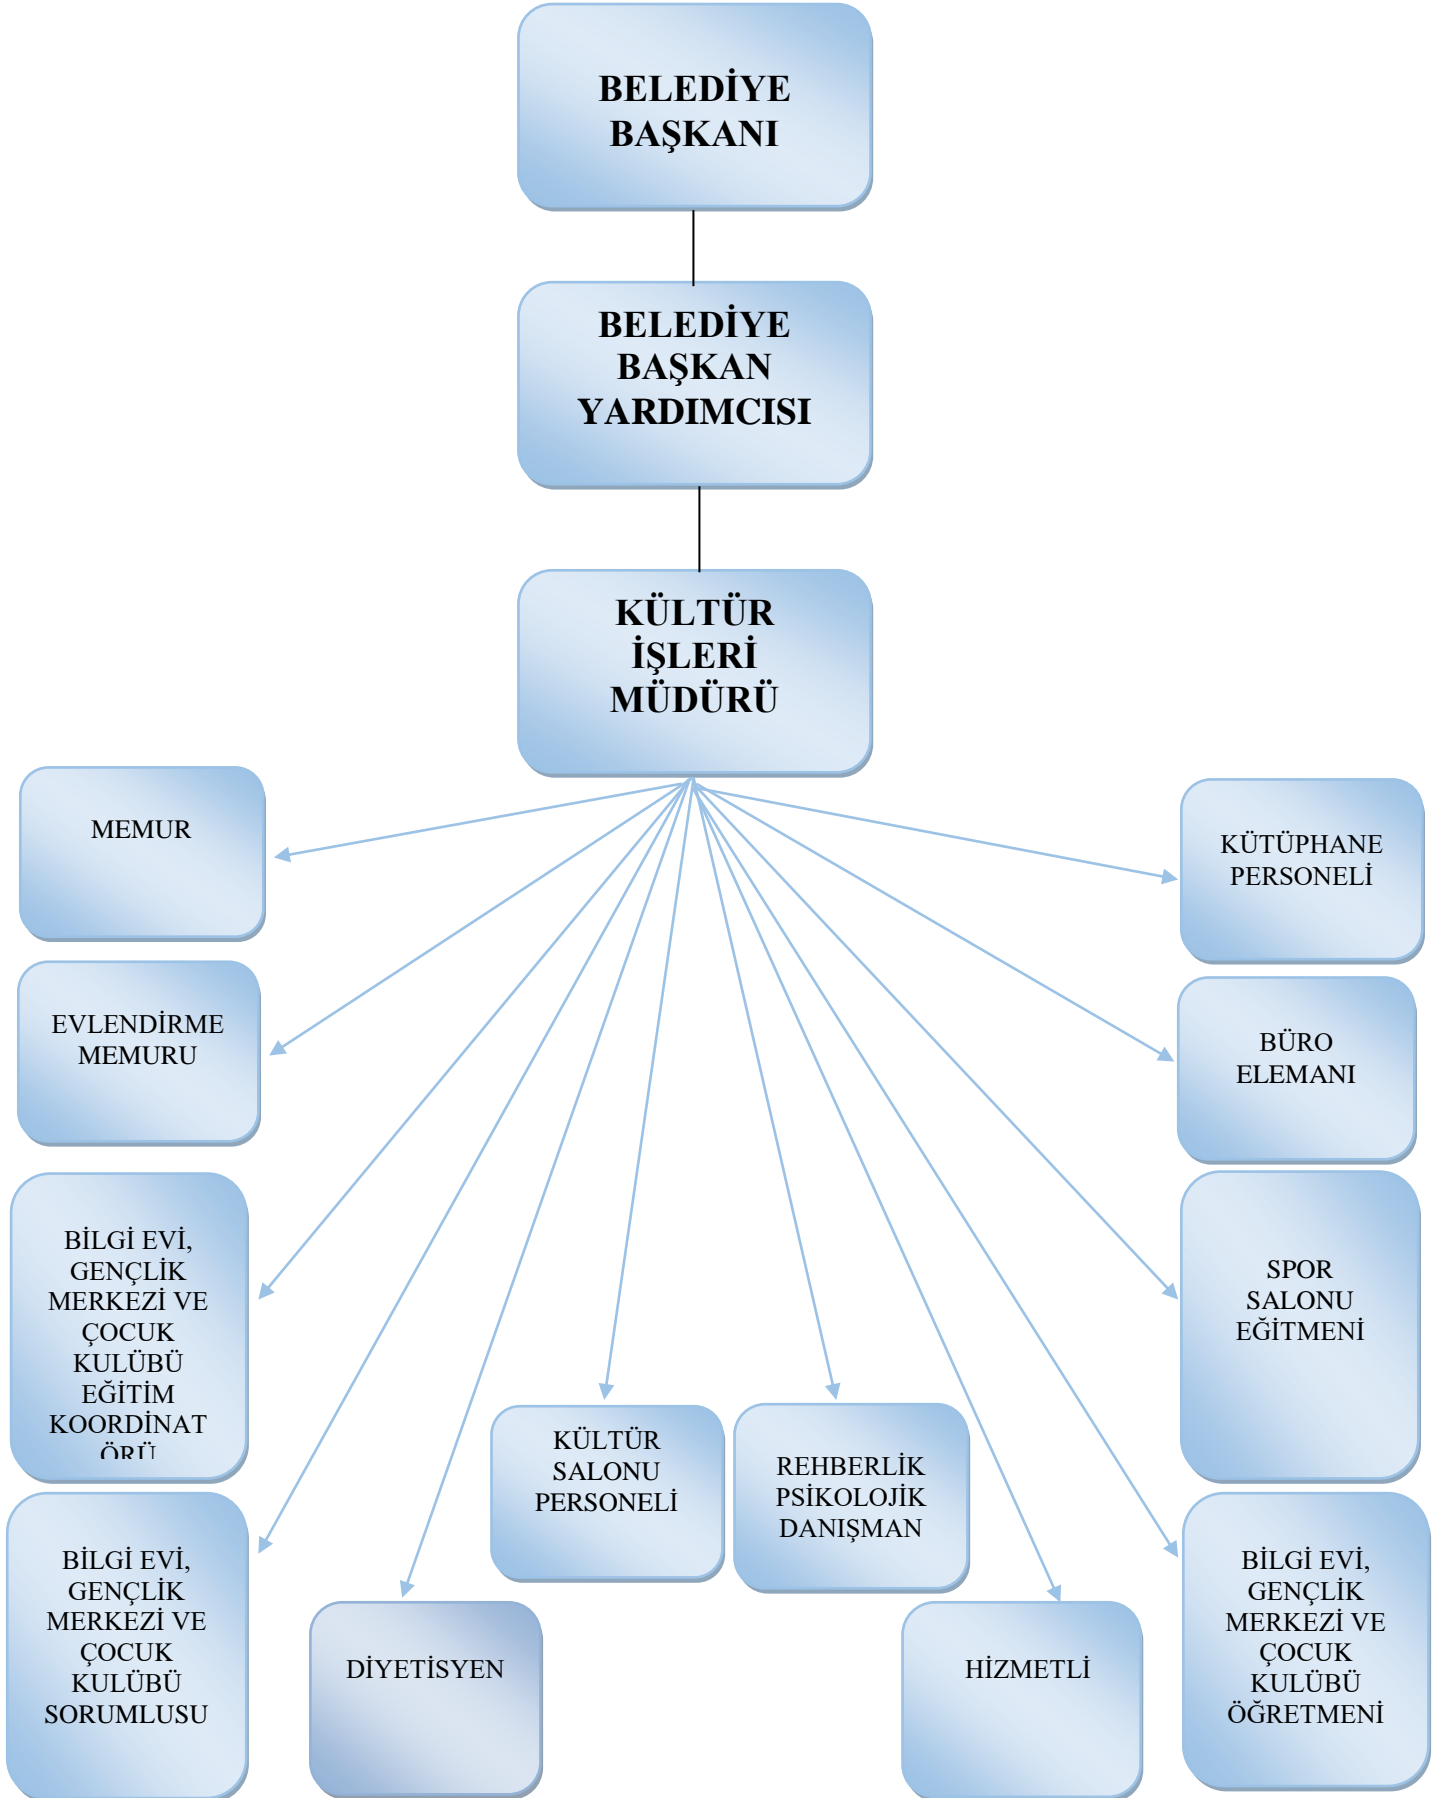 BELEDİYE
BAŞKANI
BELEDİYE
BAŞKAN
YARDIMCISI
KÜLTÜR
İŞLERİ
MÜDÜRÜ
MEMUR
KÜTÜPHANE
PERSONELİ
EVLENDİRME
MEMURU
BÜRO
ELEMANI
BİLGİ EVİ,
GENÇLİK
MERKEZİ VE
ÇOCUK
KULÜBÜ
EĞİTİM
KOORDİNAT
ÖRÜ
SPOR
SALONU
EĞİTMENİ
KÜLTÜR
SALONU
PERSONELİ
REHBERLİK
PSİKOLOJİK
DANIŞMAN
BİLGİ EVİ,
GENÇLİK
MERKEZİ VE
ÇOCUK
KULÜBÜ
SORUMLUSU
DİYETİSYEN
HİZMETLİ
BİLGİ EVİ,
GENÇLİK
MERKEZİ VE
ÇOCUK
KULÜBÜ
ÖĞRETMENİ